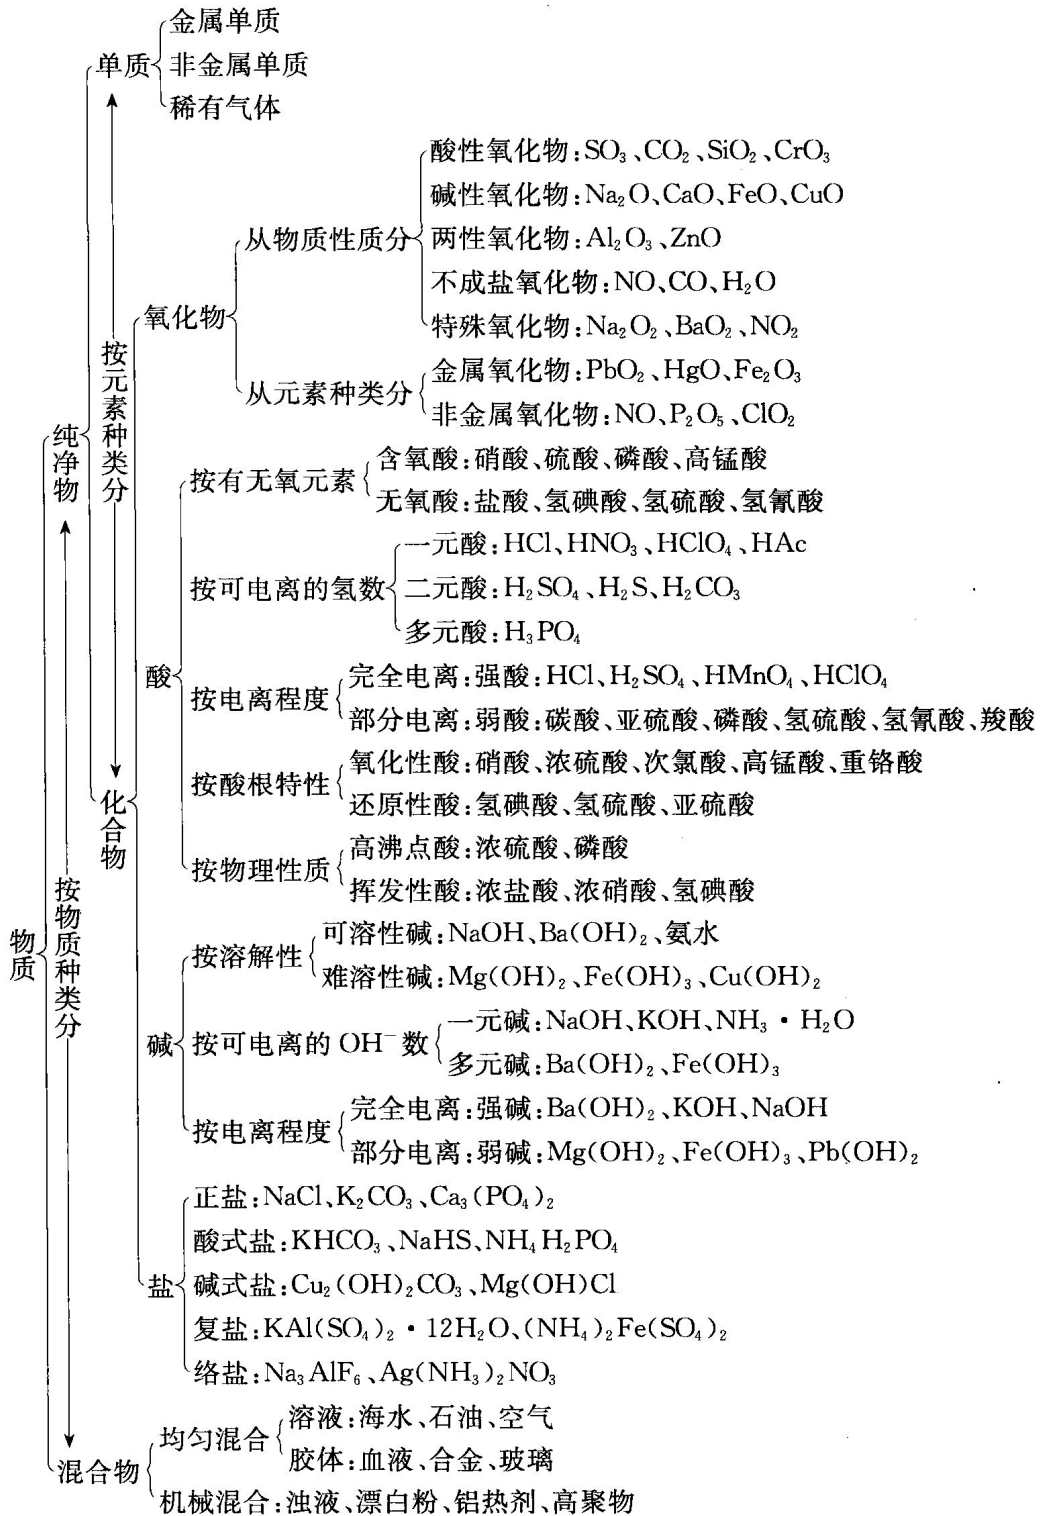 金属单质
单质
非金属单质
稀有气体
酸性氧化物:SO₃、CO₂、SiO₂、CrO₃
碱性氧化物:Na₂O、CaO、FeO、CuO
从物质性质分
两性氧化物:Al₂O₃、ZnO
不成盐氧化物:NO、CO、H₂O
氧化物
特殊氧化物:Na₂O₂、BaO₂、NO₂
金属氧化物:PbO₂、HgO、Fe₂O₃
从元素种类分
非金属氧化物:NO、P₂O₅、ClO₂
按元素种类分
纯净物
含氧酸:硝酸、硫酸、磷酸、高锰酸
按有无氧元素
无氧酸:盐酸、氢碘酸、氢硫酸、氢氰酸
一元酸:HCl、HNO₃、HClO₄、HAc
按可电离的氢数
二元酸:H₂SO₄、H₂S、H₂CO₃
多元酸:H₃PO₄
酸
完全电离:强酸:HCl、H₂SO₄、HMnO₄、HClO₄
按电离程度
部分电离:弱酸:碳酸、亚硫酸、磷酸、氢硫酸、氢氰酸、羧酸
氧化性酸:硝酸、浓硫酸、次氯酸、高锰酸、重铬酸
按酸根特性
还原性酸:氢碘酸、氢硫酸、亚硫酸
化合物
高沸点酸:浓硫酸、磷酸
按物理性质
挥发性酸:浓盐酸、浓硝酸、氢碘酸
物质
按物质种类分
可溶性碱:NaOH、Ba(OH)₂、氨水
按溶解性
难溶性碱:Mg(OH)₂、Fe(OH)₃、Cu(OH)₂
一元碱:NaOH、KOH、NH₃·H₂O
碱
按可电离的 OH⁻ 数
多元碱:Ba(OH)₂、Fe(OH)₃
完全电离:强碱:Ba(OH)₂、KOH、NaOH
按电离程度
部分电离:弱碱:Mg(OH)₂、Fe(OH)₃、Pb(OH)₂
正盐:NaCl、K₂CO₃、Ca₃(PO₄)₂
酸式盐:KHCO₃、NaHS、NH₄H₂PO₄
盐
碱式盐:Cu₂(OH)₂CO₃、Mg(OH)Cl
复盐:KAl(SO₄)₂·12H₂O、(NH₄)₂Fe(SO₄)₂
络盐:Na₃AlF₆、Ag(NH₃)₂NO₃
溶液:海水、石油、空气
均匀混合
胶体:血液、合金、玻璃
混合物
机械混合:浊液、漂白粉、铝热剂、高聚物